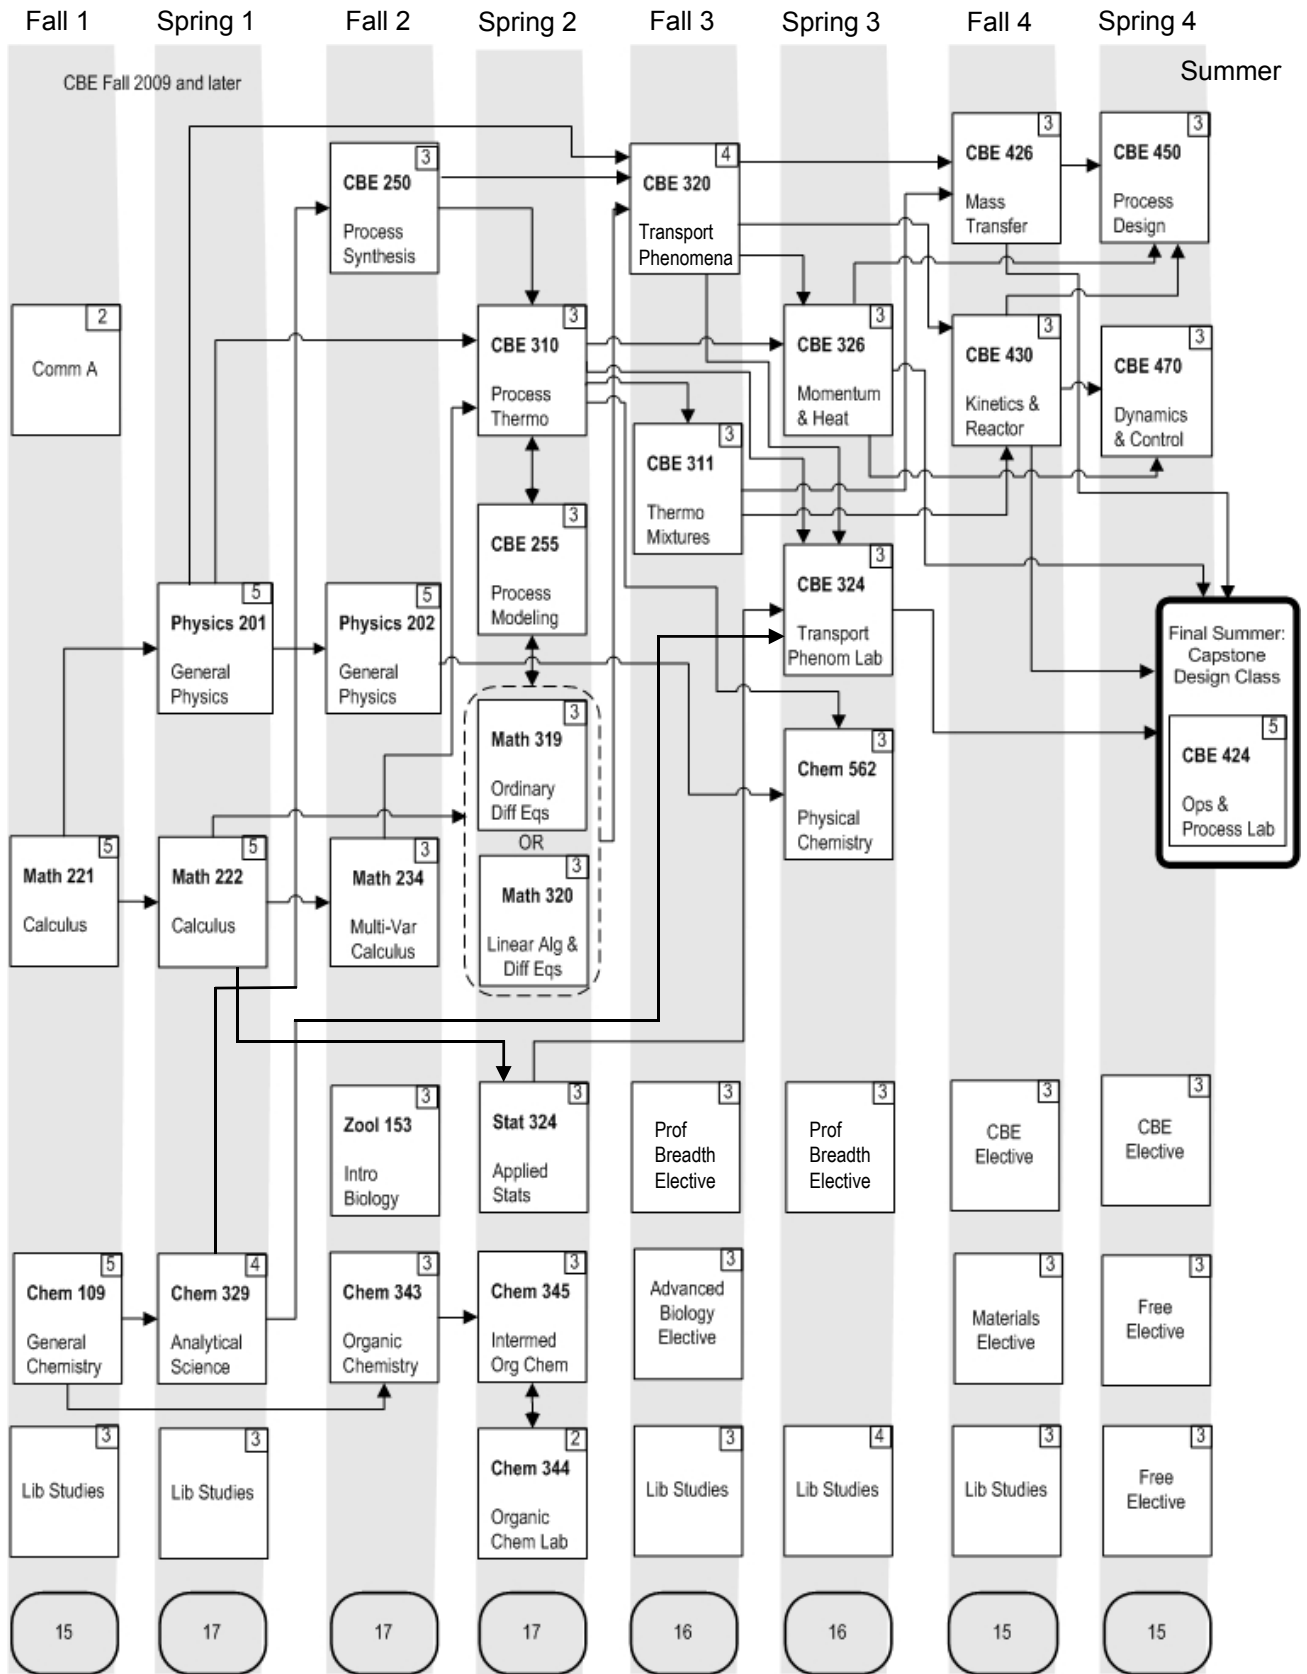 Fall 1
Spring 1
Fall 2
Spring 2
Fall 3
Spring 3
Fall 4
Spring 4
Summer
CBE Fall 2009 and later
2
Comm A
5
Math 221
Calculus
5
Chem 109
General
Chemistry
3
Lib Studies
15
5
Physics 201
General
Physics
5
Math 222
Calculus
4
Chem 329
Analytical
Science
3
Lib Studies
17
3
CBE 250
Process
Synthesis
5
Physics 202
General
Physics
3
Math 234
Multi-Var
Calculus
3
Zool 153
Intro
Biology
3
Chem 343
Organic
Chemistry
17
3
CBE 310
Process
Thermo
3
CBE 255
Process
Modeling
3
Math 319
Ordinary
Diff Eqs
OR
3
Math 320
Linear Alg &
Diff Eqs
3
Stat 324
Applied
Stats
3
Chem 345
Intermed
Org Chem
2
Chem 344
Organic
Chem Lab
17
4
CBE 320
Transport
Phenomena
3
CBE 311
Thermo
Mixtures
3
Prof
Breadth
Elective
3
Advanced
Biology
Elective
3
Lib Studies
16
3
CBE 326
Momentum
& Heat
3
CBE 324
Transport
Phenom Lab
3
Chem 562
Physical
Chemistry
3
Prof
Breadth
Elective
4
Lib Studies
16
3
CBE 426
Mass
Transfer
3
CBE 430
Kinetics &
Reactor
3
CBE
Elective
3
Materials
Elective
3
Lib Studies
15
3
CBE 450
Process
Design
3
CBE 470
Dynamics
& Control
Final Summer:
Capstone
Design Class
5
CBE 424
Ops &
Process Lab
3
CBE
Elective
3
Free
Elective
3
Free
Elective
15